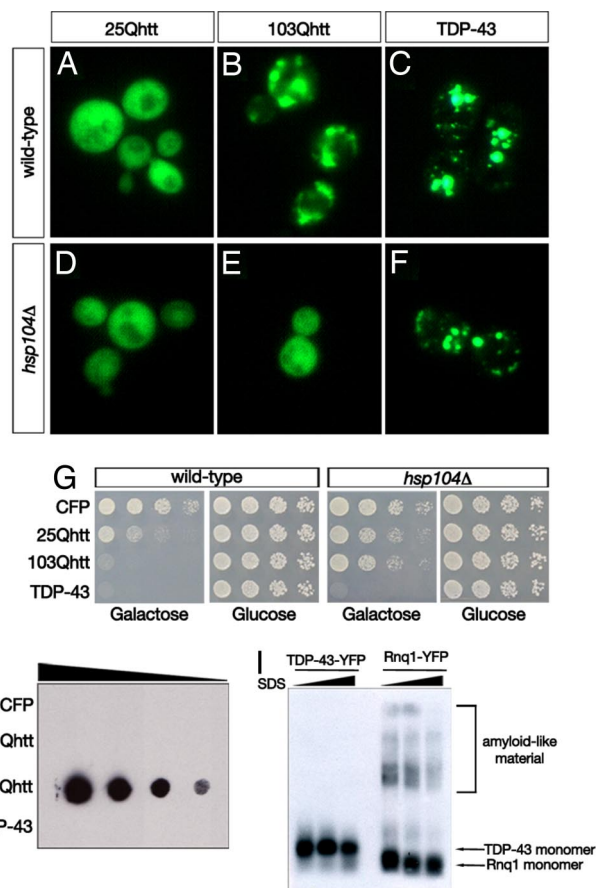 25Qhtt 103Qhtt TDP-43
wild-type
A B C
hsp104Δ
D E F
G
wild-type hsp104Δ
CFP
25Qhtt
103Qhtt
TDP-43
Galactose Glucose Galactose Glucose
I
TDP-43-YFP Rnq1-YFP
SDS
CFP
Qhtt
Qhtt
P-43
amyloid-like
material
TDP-43 monomer
Rnq1 monomer